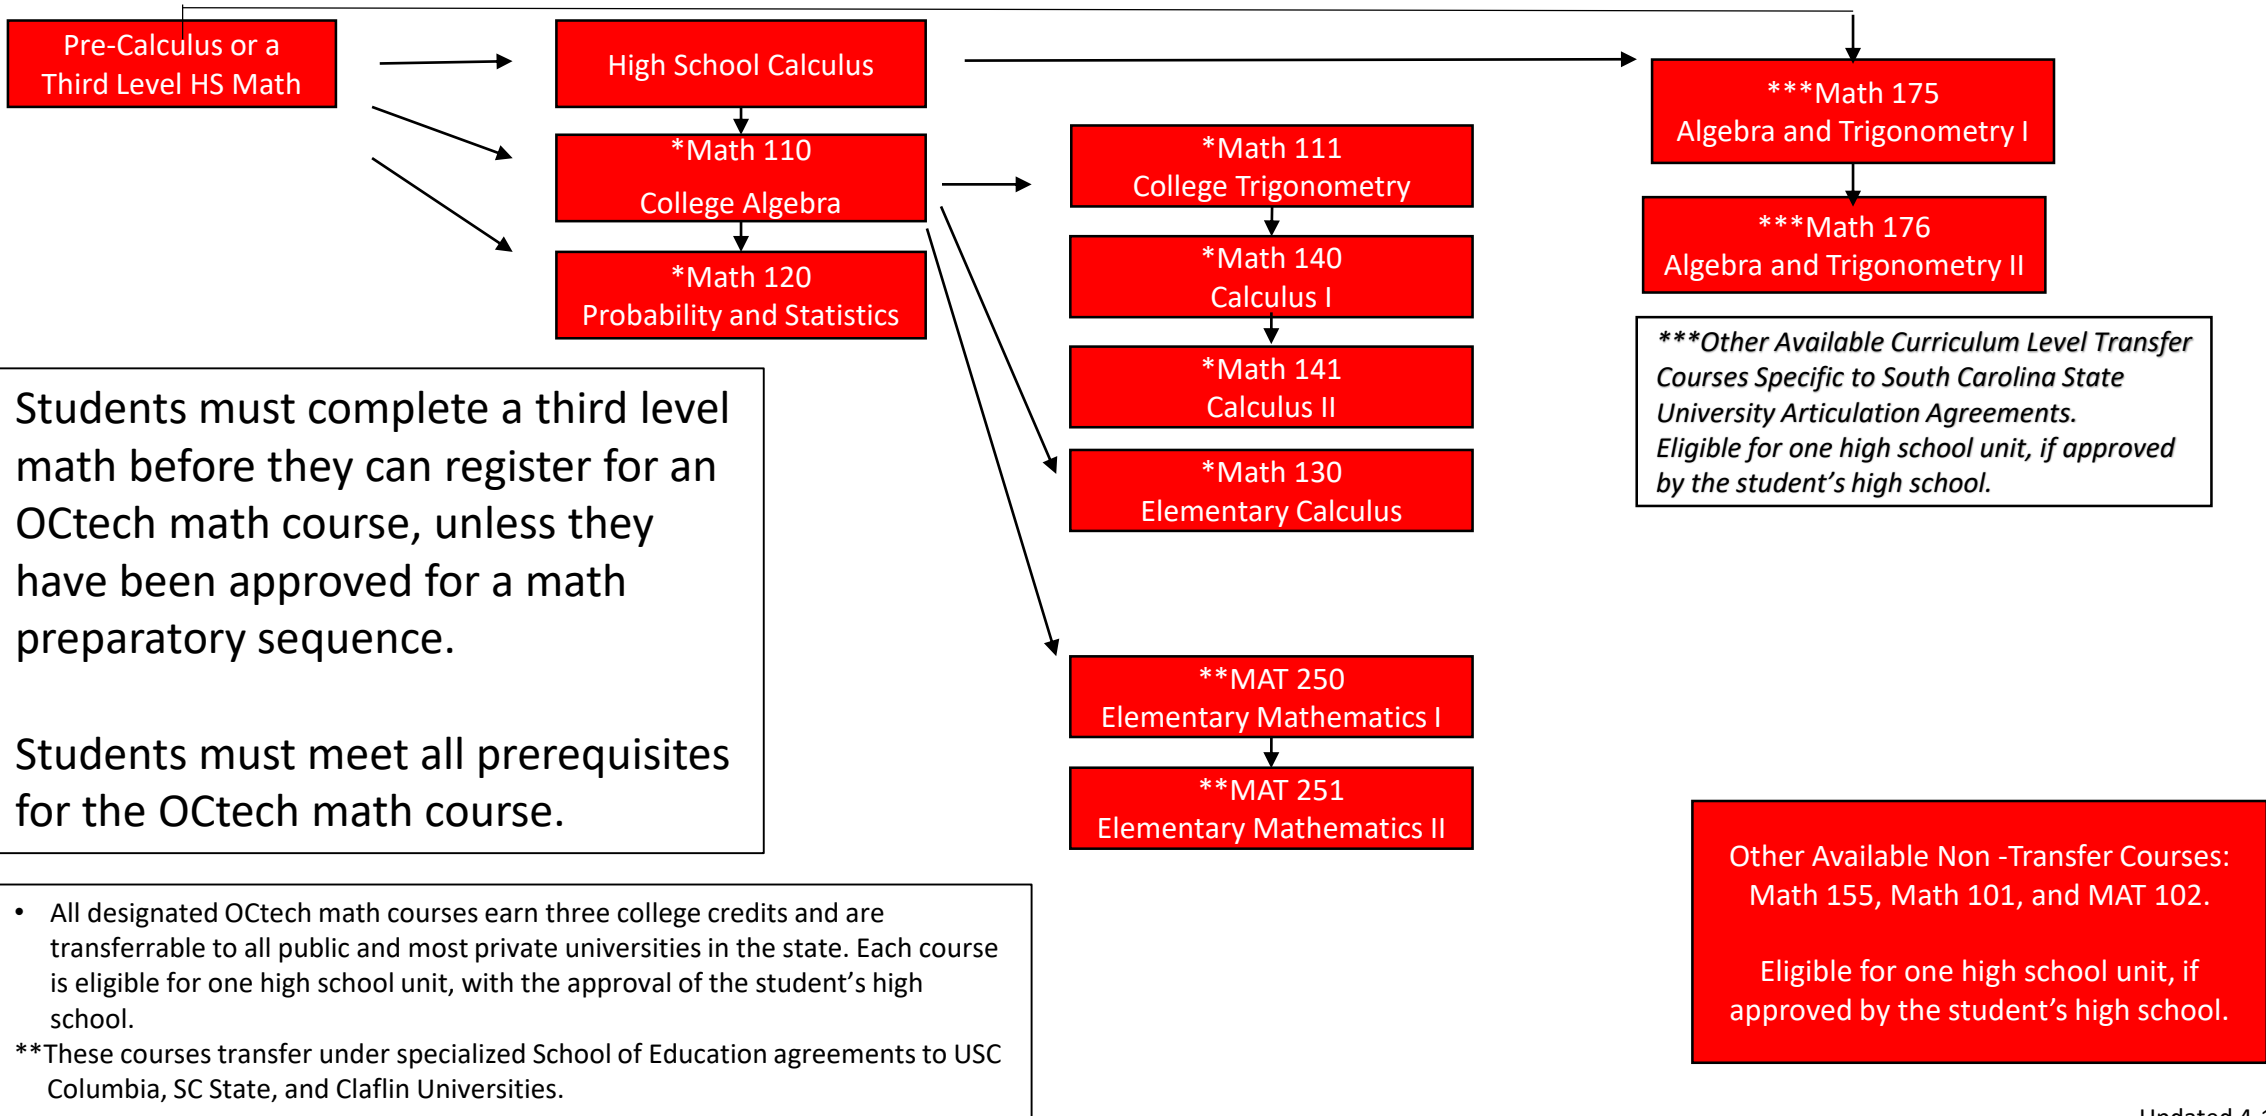 Pre-Calculus or a
Third Level HS Math
High School Calculus
*Math 110
College Algebra
*Math 120
Probability and Statistics
*Math 111
College Trigonometry
*Math 140
Calculus I
*Math 141
Calculus II
*Math 130
Elementary Calculus
**MAT 250
Elementary Mathematics I
**MAT 251
Elementary Mathematics II
***Math 175
Algebra and Trigonometry I
***Math 176
Algebra and Trigonometry II
***Other Available Curriculum Level Transfer
Courses Specific to South Carolina State
University Articulation Agreements.
Eligible for one high school unit, if approved
by the student’s high school.
Students must complete a third level
math before they can register for an
OCtech math course, unless they
have been approved for a math
preparatory sequence.
Students must meet all prerequisites
for the OCtech math course.
• All designated OCtech math courses earn three college credits and are
transferrable to all public and most private universities in the state. Each course
is eligible for one high school unit, with the approval of the student’s high
school.
**These courses transfer under specialized School of Education agreements to USC
Columbia, SC State, and Claflin Universities.
Other Available Non -Transfer Courses:
Math 155, Math 101, and MAT 102.
Eligible for one high school unit, if
approved by the student’s high school.
Updated